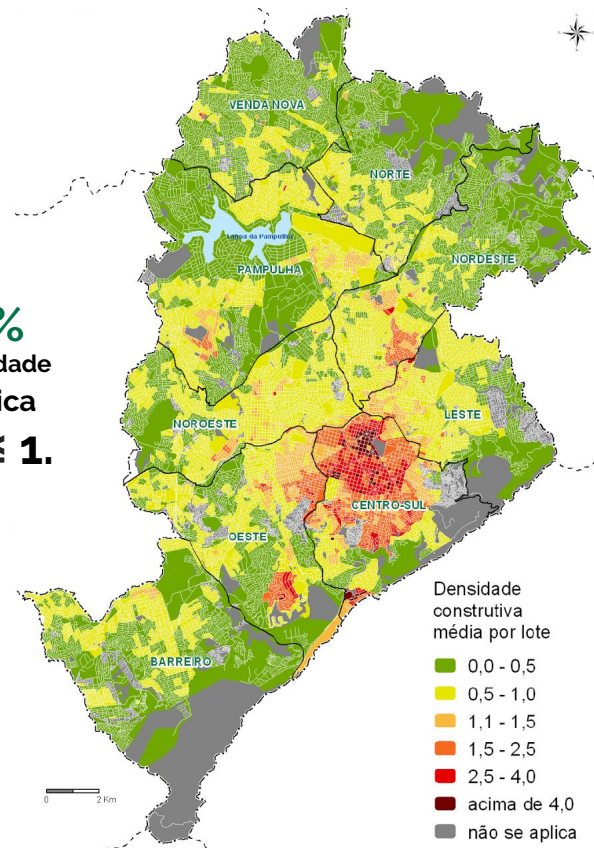 VENDA NOVA
NORTE
Lagoa da Pampulha
NORDESTE
PAMPULHA
%
dade
ica
≤ 1.
LESTE
NOROESTE
CENTRO-SUL
OESTE
BARREIRO
Densidade
construtiva
média por lote
0,0 - 0,5
0,5 - 1,0
1,1 - 1,5
1,5 - 2,5
2,5 - 4,0
acima de 4,0
não se aplica
0 2 Km